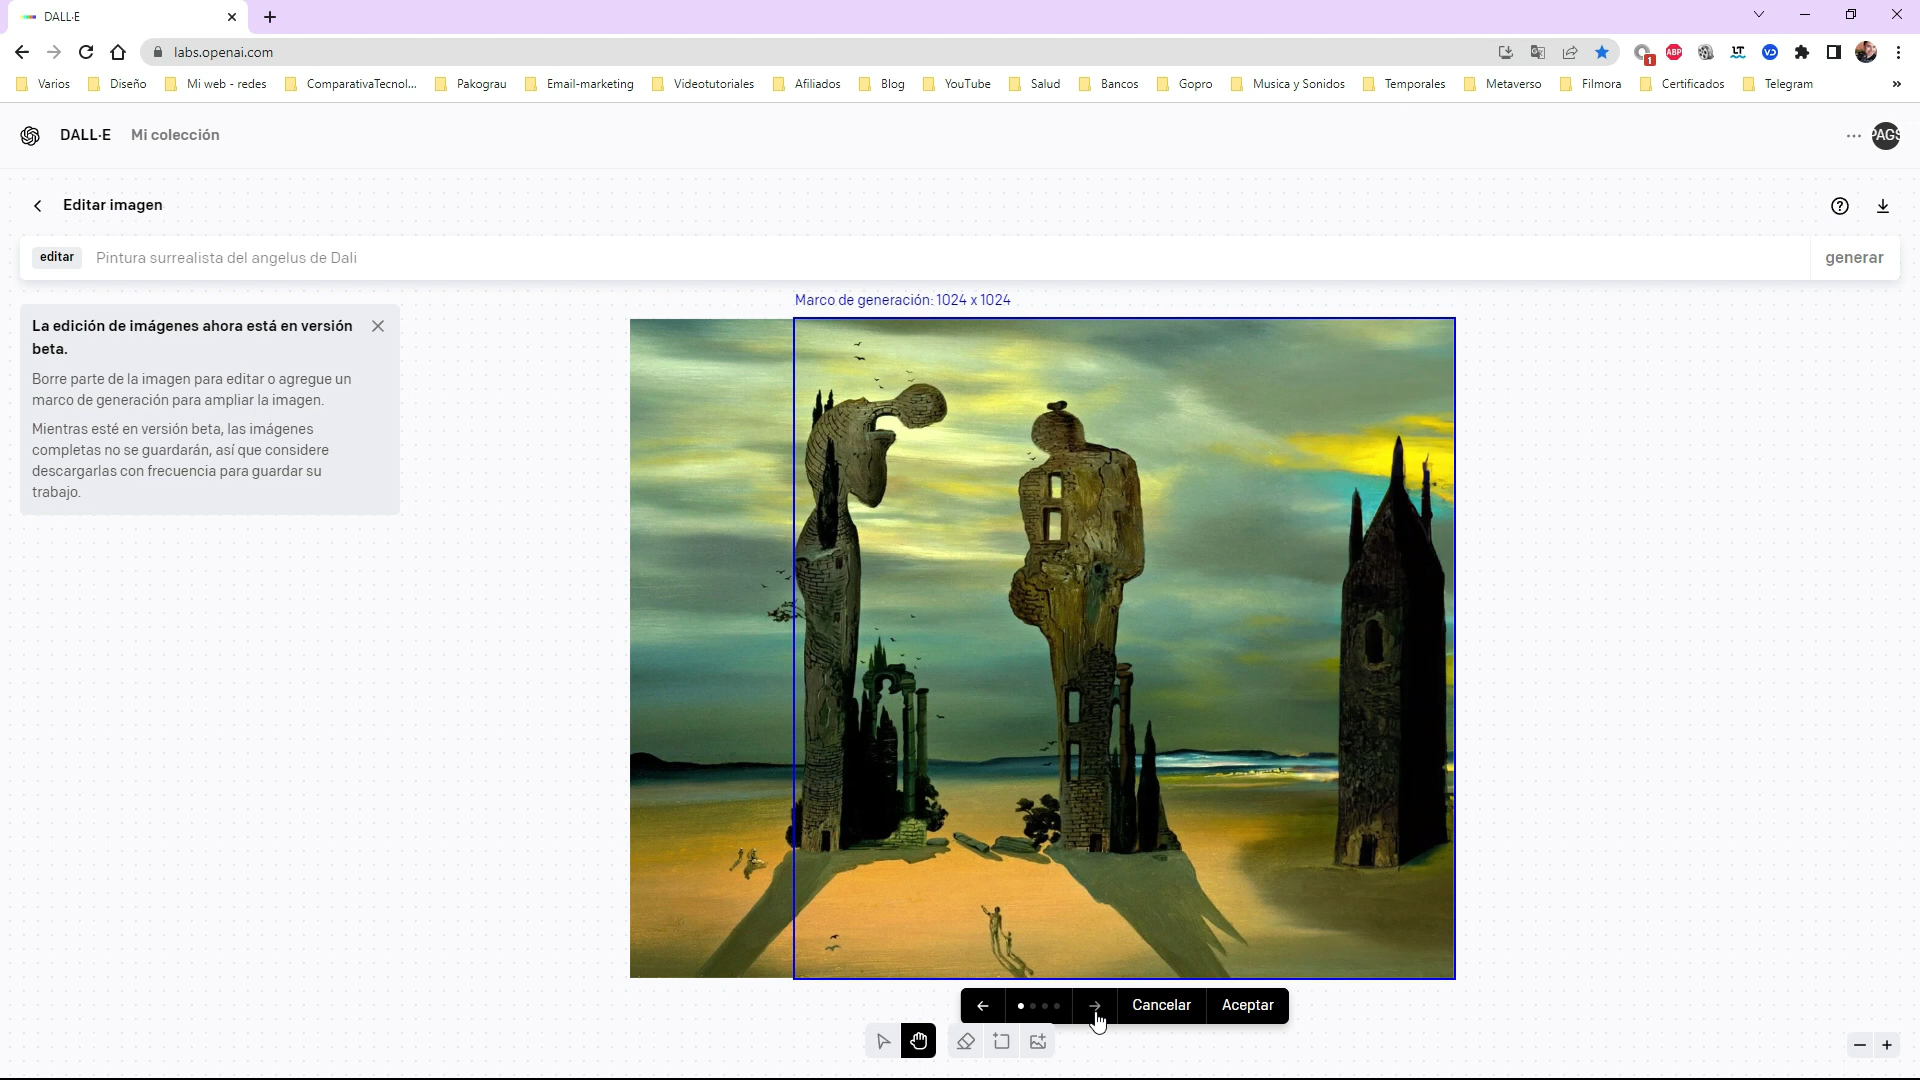 DALL·E
labs.openai.com
1
ABP
LT
Varios
Diseño
Mi web - redes
ComparativaTecnol...
Pakograu
Email-marketing
Videotutoriales
Afiliados
Blog
YouTube
Salud
Bancos
Gopro
Musica y Sonidos
Temporales
Metaverso
Filmora
Certificados
Telegram
»
DALL·E
Mi colección
PAGS
Editar imagen
editar
Pintura surrealista del angelus de Dali
generar
Marco de generación: 1024 x 1024
La edición de imágenes ahora está en versión
beta.
Borre parte de la imagen para editar o agregue un
marco de generación para ampliar la imagen.
Mientras esté en versión beta, las imágenes
completas no se guardarán, así que considere
descargarlas con frecuencia para guardar su
trabajo.
Cancelar
Aceptar